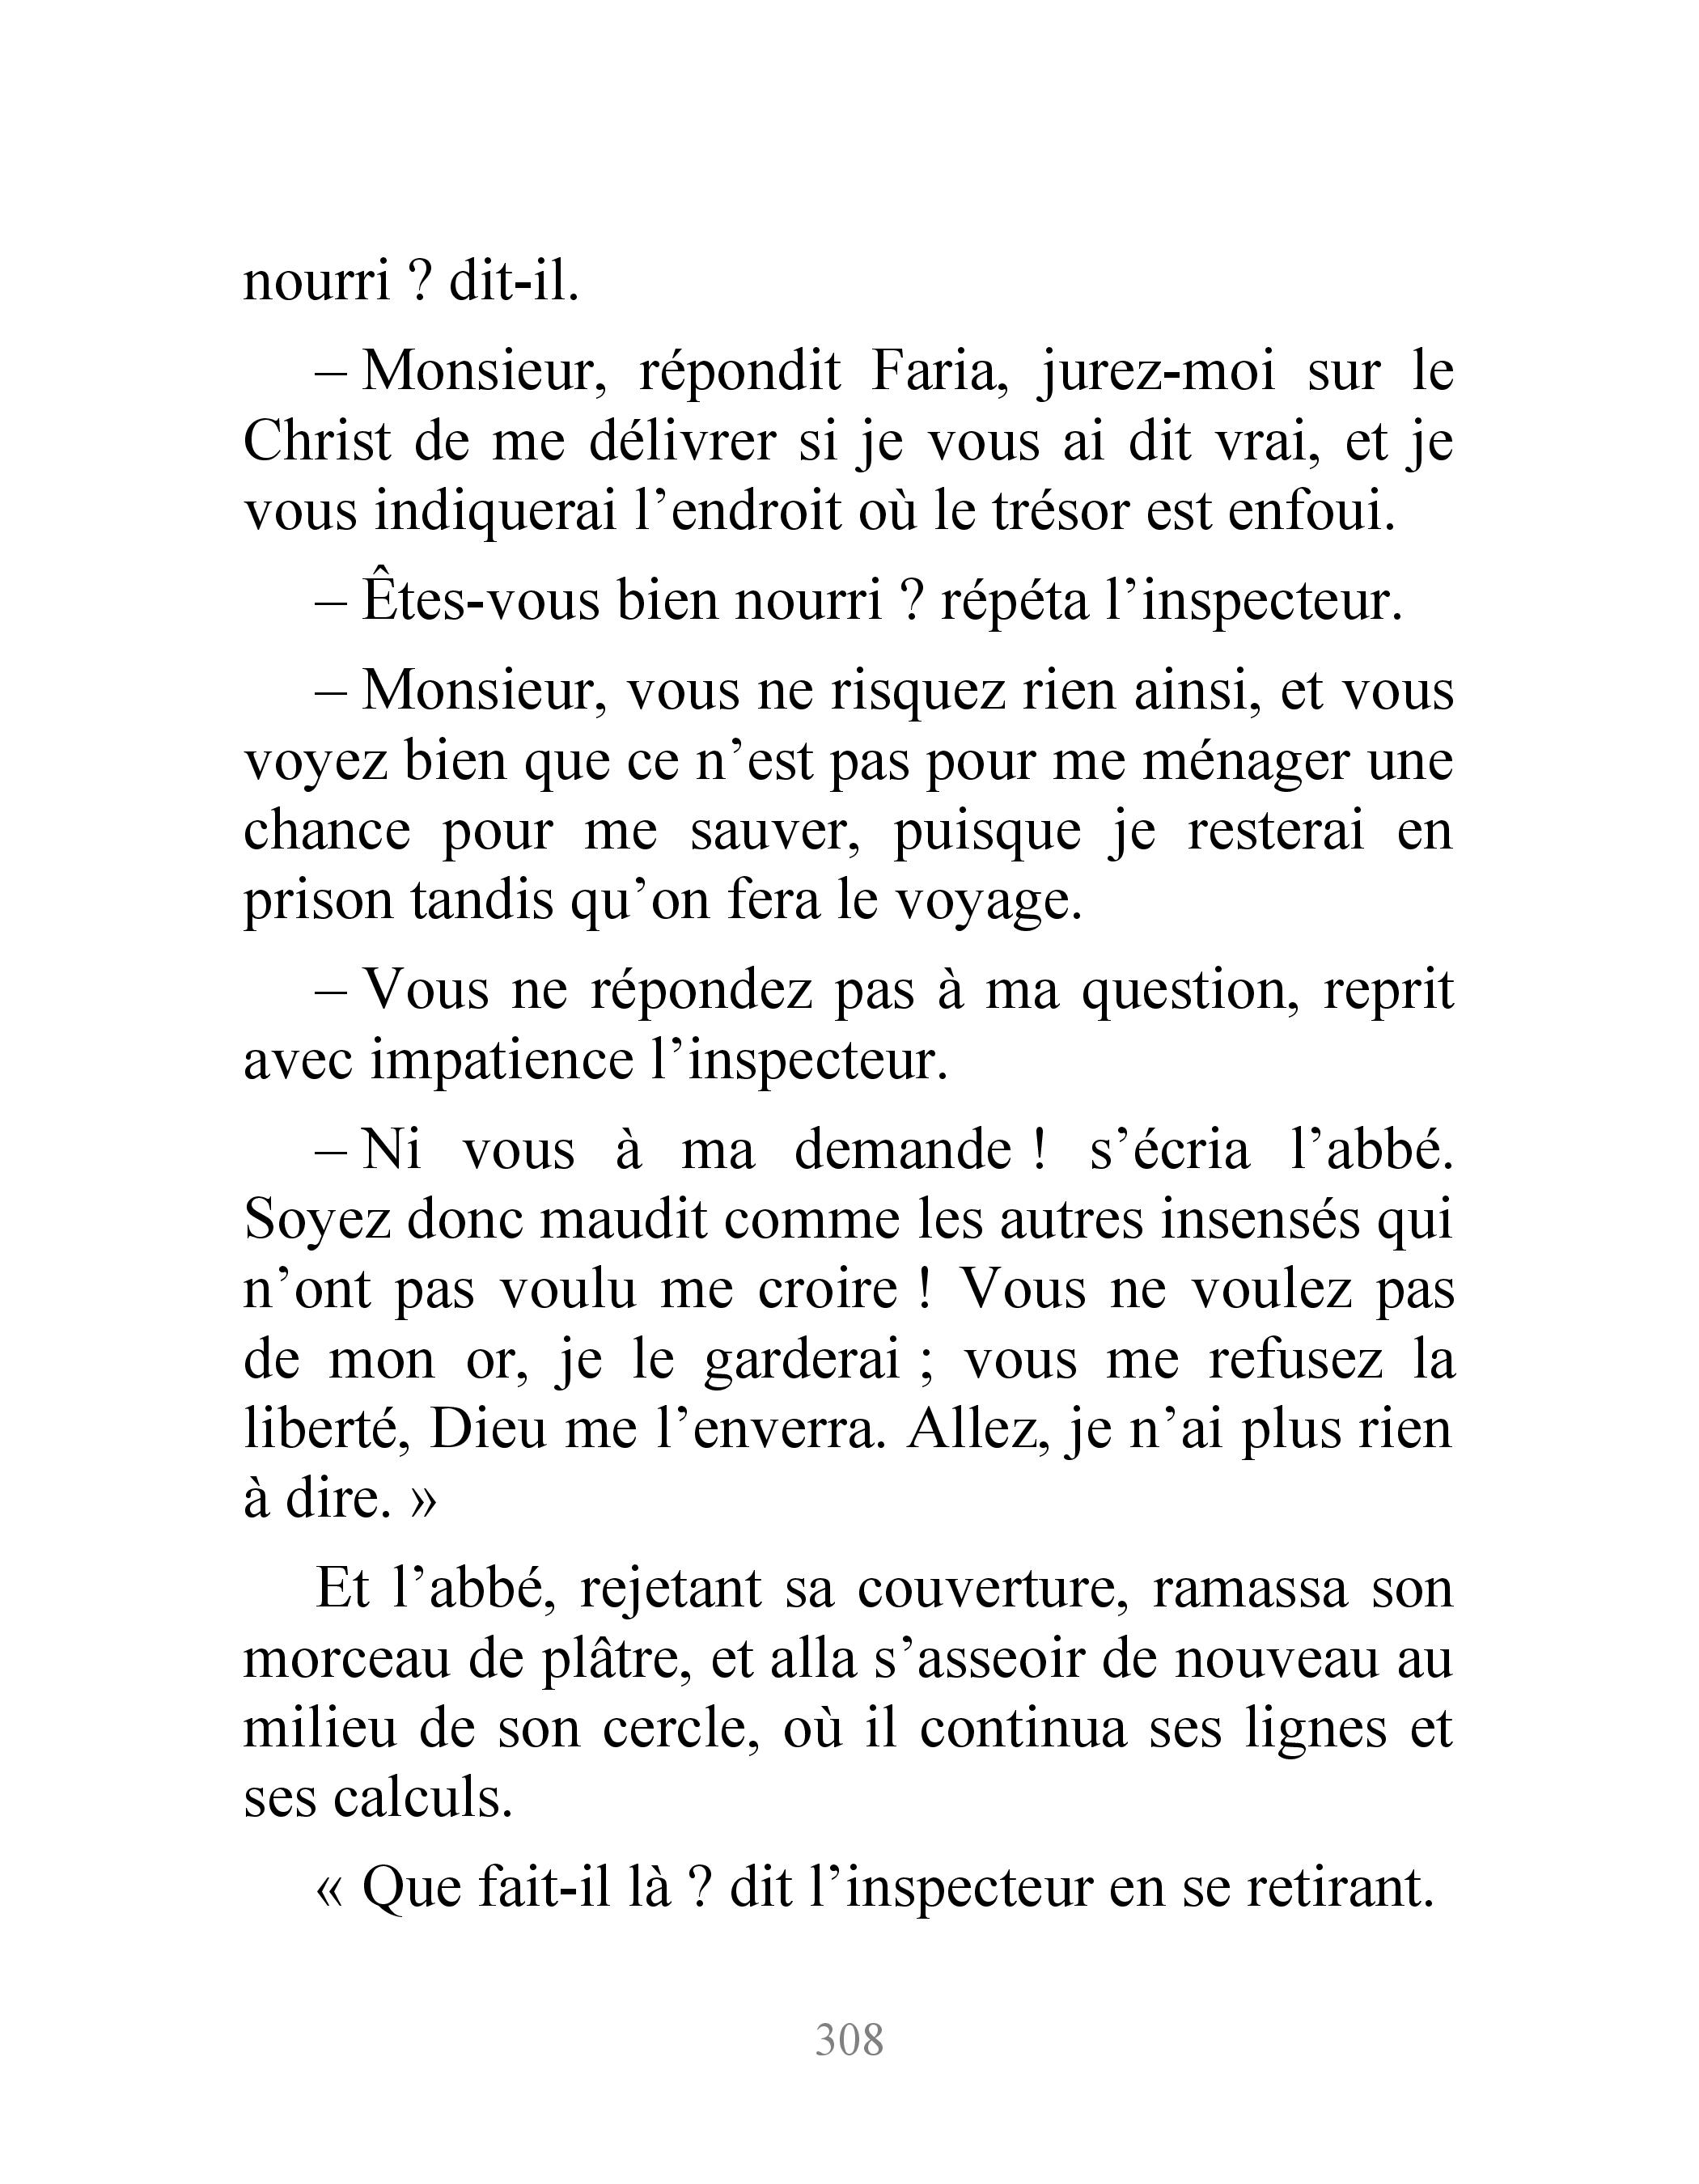 nourri ? dit-il.
– Monsieur, répondit Faria, jurez-moi sur le
Christ de me délivrer si je vous ai dit vrai, et je
vous indiquerai l’endroit où le trésor est enfoui.
– Êtes-vous bien nourri ? répéta l’inspecteur.
– Monsieur, vous ne risquez rien ainsi, et vous
voyez bien que ce n’est pas pour me ménager une
chance pour me sauver, puisque je resterai en
prison tandis qu’on fera le voyage.
– Vous ne répondez pas à ma question, reprit
avec impatience l’inspecteur.
– Ni vous à ma demande ! s’écria l’abbé.
Soyez donc maudit comme les autres insensés qui
n’ont pas voulu me croire ! Vous ne voulez pas
de mon or, je le garderai ; vous me refusez la
liberté, Dieu me l’enverra. Allez, je n’ai plus rien
à dire. »
Et l’abbé, rejetant sa couverture, ramassa son
morceau de plâtre, et alla s’asseoir de nouveau au
milieu de son cercle, où il continua ses lignes et
ses calculs.
« Que fait-il là ? dit l’inspecteur en se retirant.
308